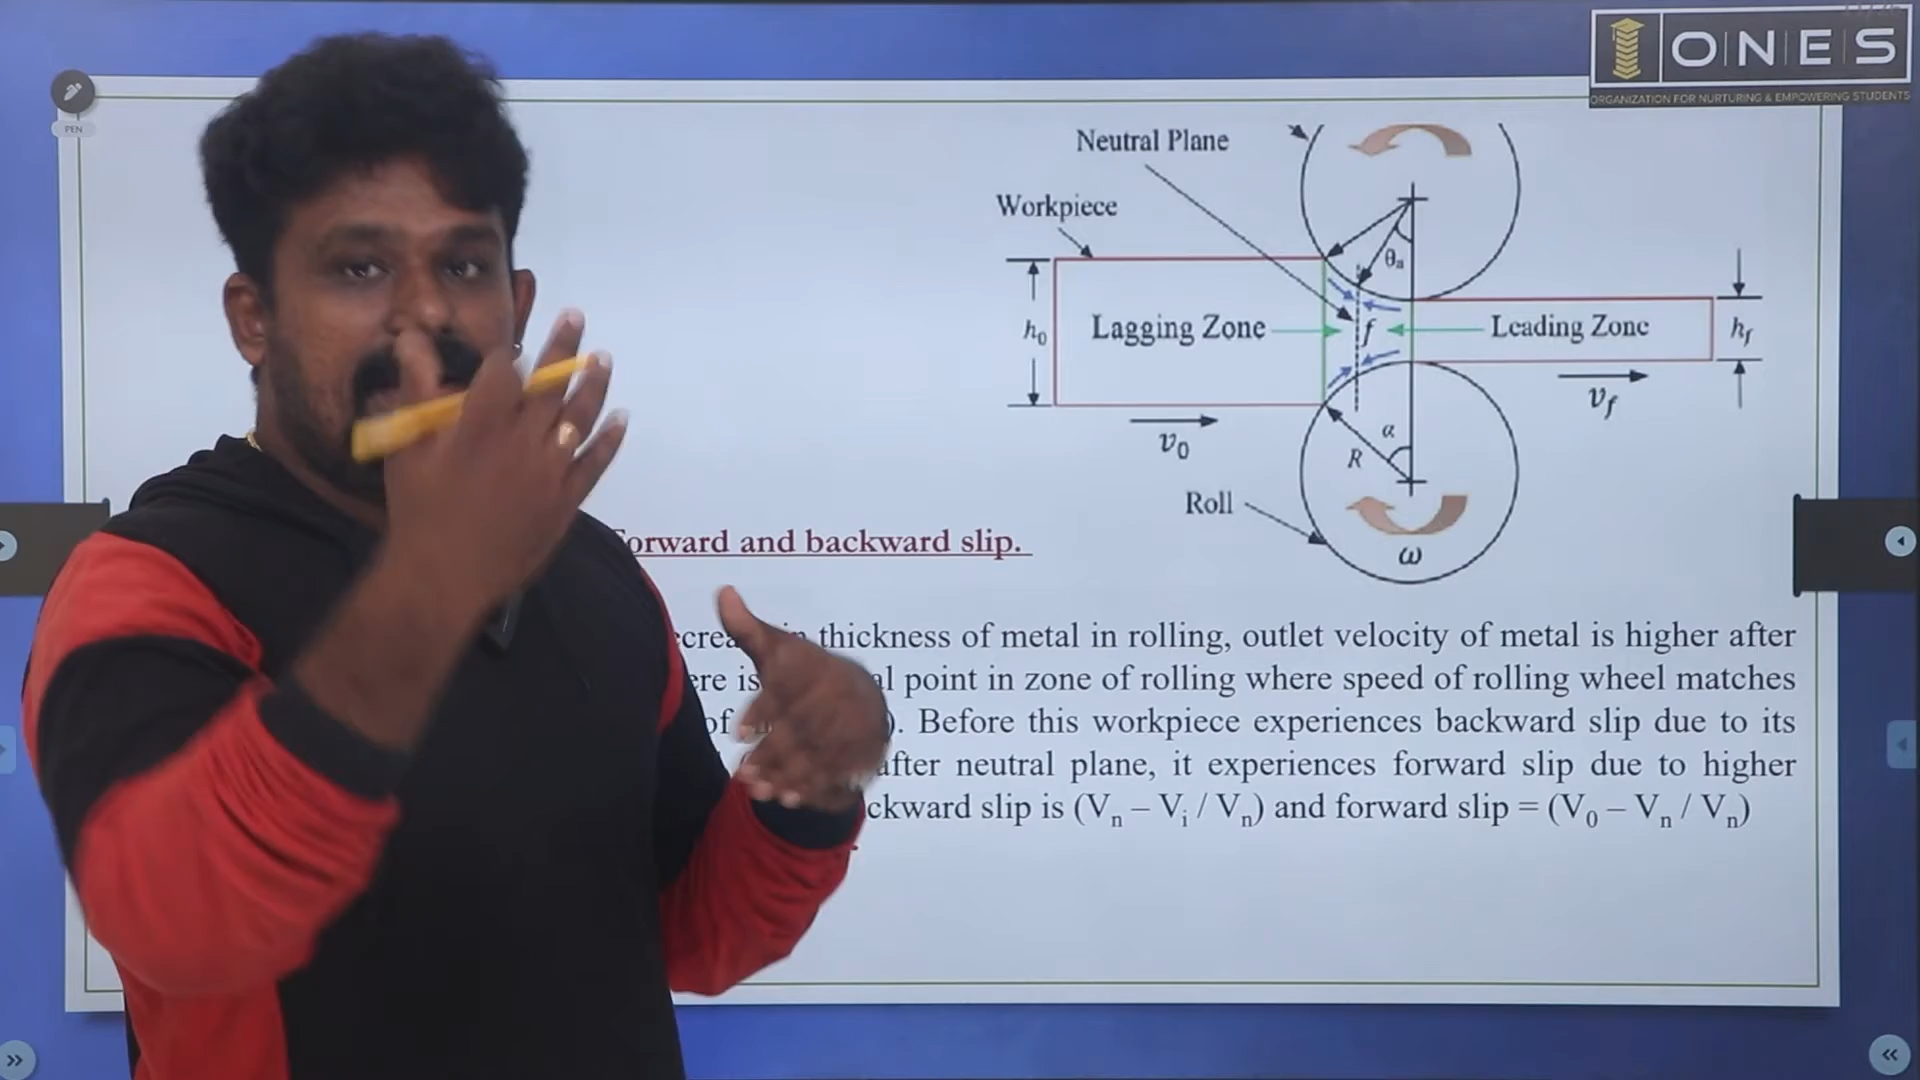 ONES
ORGANIZATION FOR NURTURING & EMPOWERING STUDENTS
PEN
Neutral Plane
Workpiece
θn
h0
Lagging Zone
f
Leading Zone
hf
v0
vf
α
R
Roll
ω
Forward and backward slip.
thickness of metal in rolling, outlet velocity of metal is higher after
is point in zone of rolling where speed of rolling wheel matches
of Before this workpiece experiences backward slip due to its
after neutral plane, it experiences forward slip due to higher
slip is (Vn – Vi / Vn) and forward slip = (V0 – Vn / Vn)